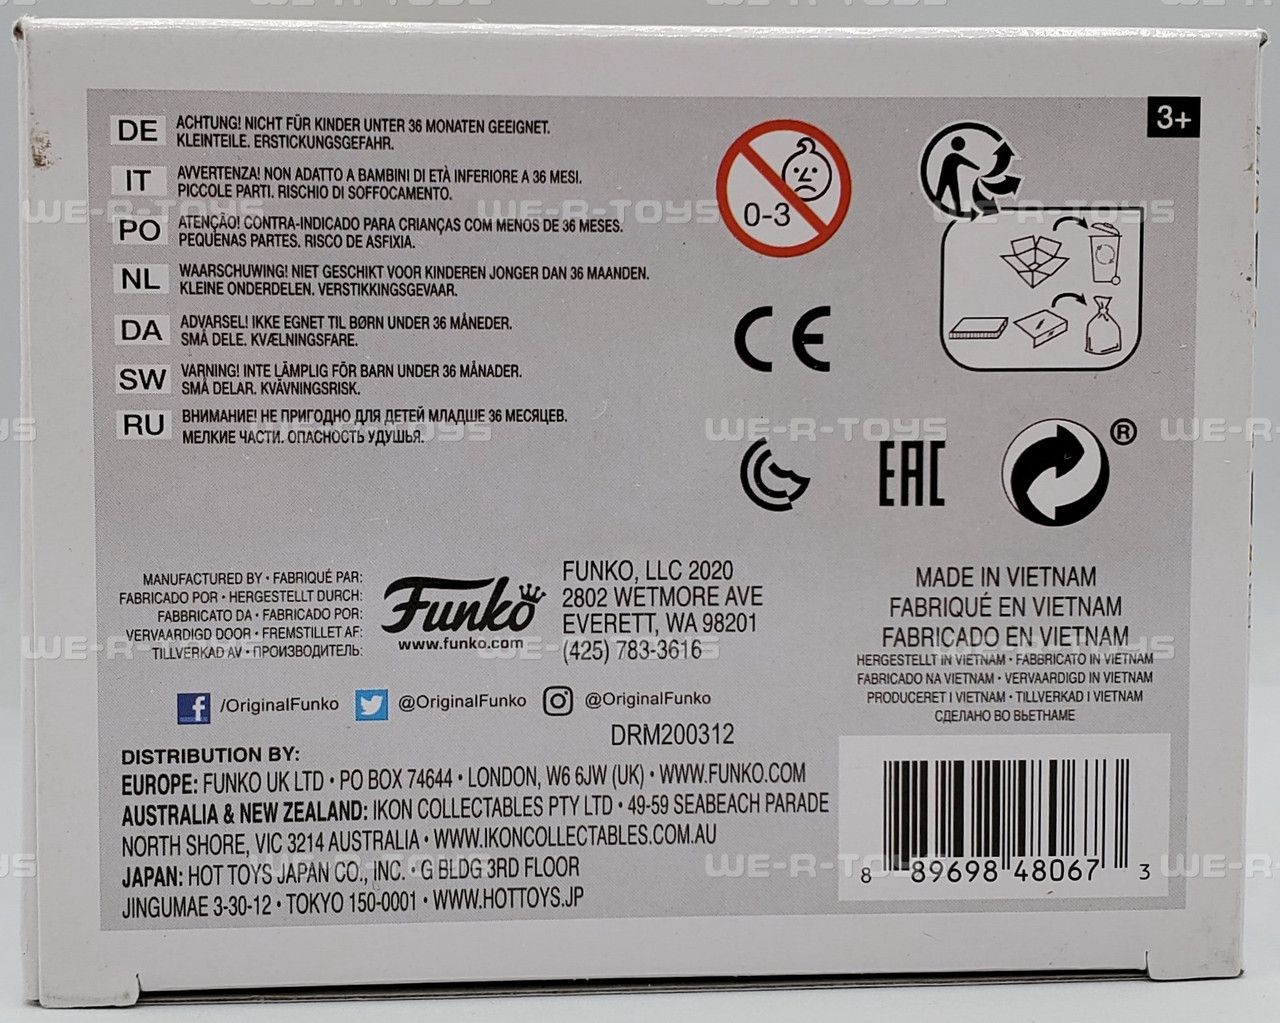 3+
DE ACHTUNG! NICHT FÜR KINDER UNTER 36 MONATEN GEEIGNET.
KLEINTEILE. ERSTICKUNGSGEFAHR.
IT AVVERTENZA! NON ADATTO A BAMBINI DI ETÀ INFERIORE A 36 MESI.
PICCOLE PARTI. RISCHIO DI SOFFOCAMENTO.
PO ATENÇÃO! CONTRA-INDICADO PARA CRIANÇAS COM MENOS DE 36 MESES.
PEQUENAS PARTES. RISCO DE ASFIXIA.
NL WAARSCHUWING! NIET GESCHIKT VOOR KINDEREN JONGER DAN 36 MAANDEN.
KLEINE ONDERDELEN. VERSTIKKINGSGEVAAR.
DA ADVARSEL! IKKE EGNET TIL BØRN UNDER 36 MÅNEDER.
SMÅ DELE. KVÆLNINGSFARE.
SW VARNING! INTE LÄMPLIG FÖR BARN UNDER 36 MÅNADER.
SMÅ DELAR. KVÄVNINGSRISK.
RU ВНИМАНИЕ! НЕ ПРИГОДНО ДЛЯ ДЕТЕЙ МЛАДШЕ 36 МЕСЯЦЕВ.
МЕЛКИЕ ЧАСТИ. ОПАСНОСТЬ УДУШЬЯ.
0-3
CE
EAC
®
MANUFACTURED BY • FABRIQUÉ PAR:
FABRICADO POR • HERGESTELLT DURCH:
FABBRICATO DA • FABRICADO POR:
VERVAARDIGD DOOR • FREMSTILLET AF:
TILLVERKAD AV • ПРОИЗВОДИТЕЛЬ:
Funko
www.funko.com
FUNKO, LLC 2020
2802 WETMORE AVE
EVERETT, WA 98201
(425) 783-3616
MADE IN VIETNAM
FABRIQUÉ EN VIETNAM
FABRICADO EN VIETNAM
HERGESTELLT IN VIETNAM • FABBRICATO IN VIETNAM
FABRICADO NA VIETNAM • VERVAARDIGD IN VIETNAM
PRODUCERET I VIETNAM • TILLVERKAD I VIETNAM
СДЕЛАНО ВО ВЬЕТНАМЕ
/OriginalFunko @OriginalFunko @OriginalFunko
DRM200312
DISTRIBUTION BY:
EUROPE: FUNKO UK LTD • PO BOX 74644 • LONDON, W6 6JW (UK) • WWW.FUNKO.COM
AUSTRALIA & NEW ZEALAND: IKON COLLECTABLES PTY LTD • 49-59 SEABEACH PARADE
NORTH SHORE, VIC 3214 AUSTRALIA • WWW.IKONCOLLECTABLES.COM.AU
JAPAN: HOT TOYS JAPAN CO., INC. • G BLDG 3RD FLOOR
JINGUMAE 3-30-12 • TOKYO 150-0001 • WWW.HOTTOYS.JP
8 89698 48067 3
WE-R-TOYS